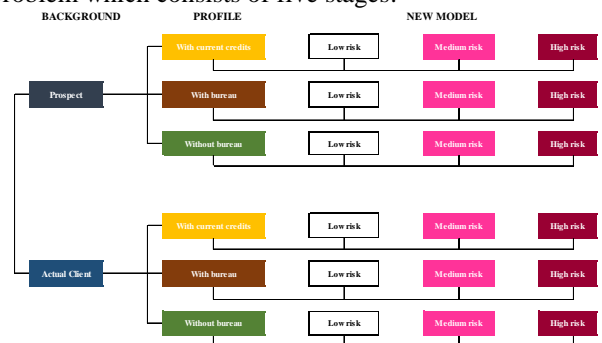 roblem which consists of five stages.
BACKGROUND PROFILE NEW MODEL
With current credits Low risk Medium risk High risk
Prospect With bureau Low risk Medium risk High risk
Without bureau Low risk Medium risk High risk
With current credits Low risk Medium risk High risk
Actual Client With bureau Low risk Medium risk High risk
Without bureau Low risk Medium risk High risk